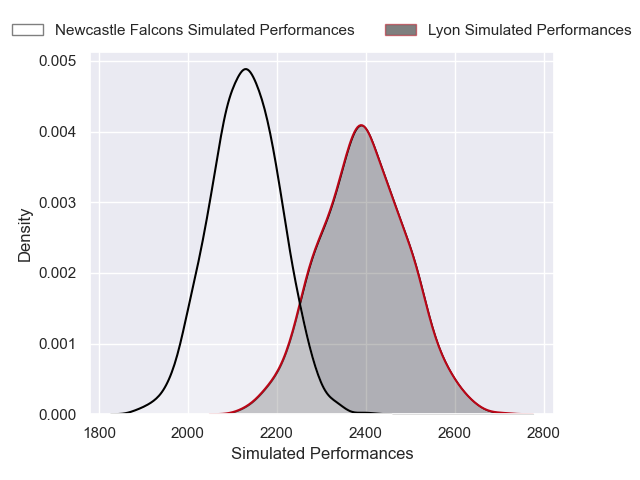 Newcastle Falcons Simulated Performances Lyon Simulated Performances
0.005
0.004
0.003
0.002
0.001
0.000
Density
1800 2000 2200 2400 2600 2800
Simulated Performances